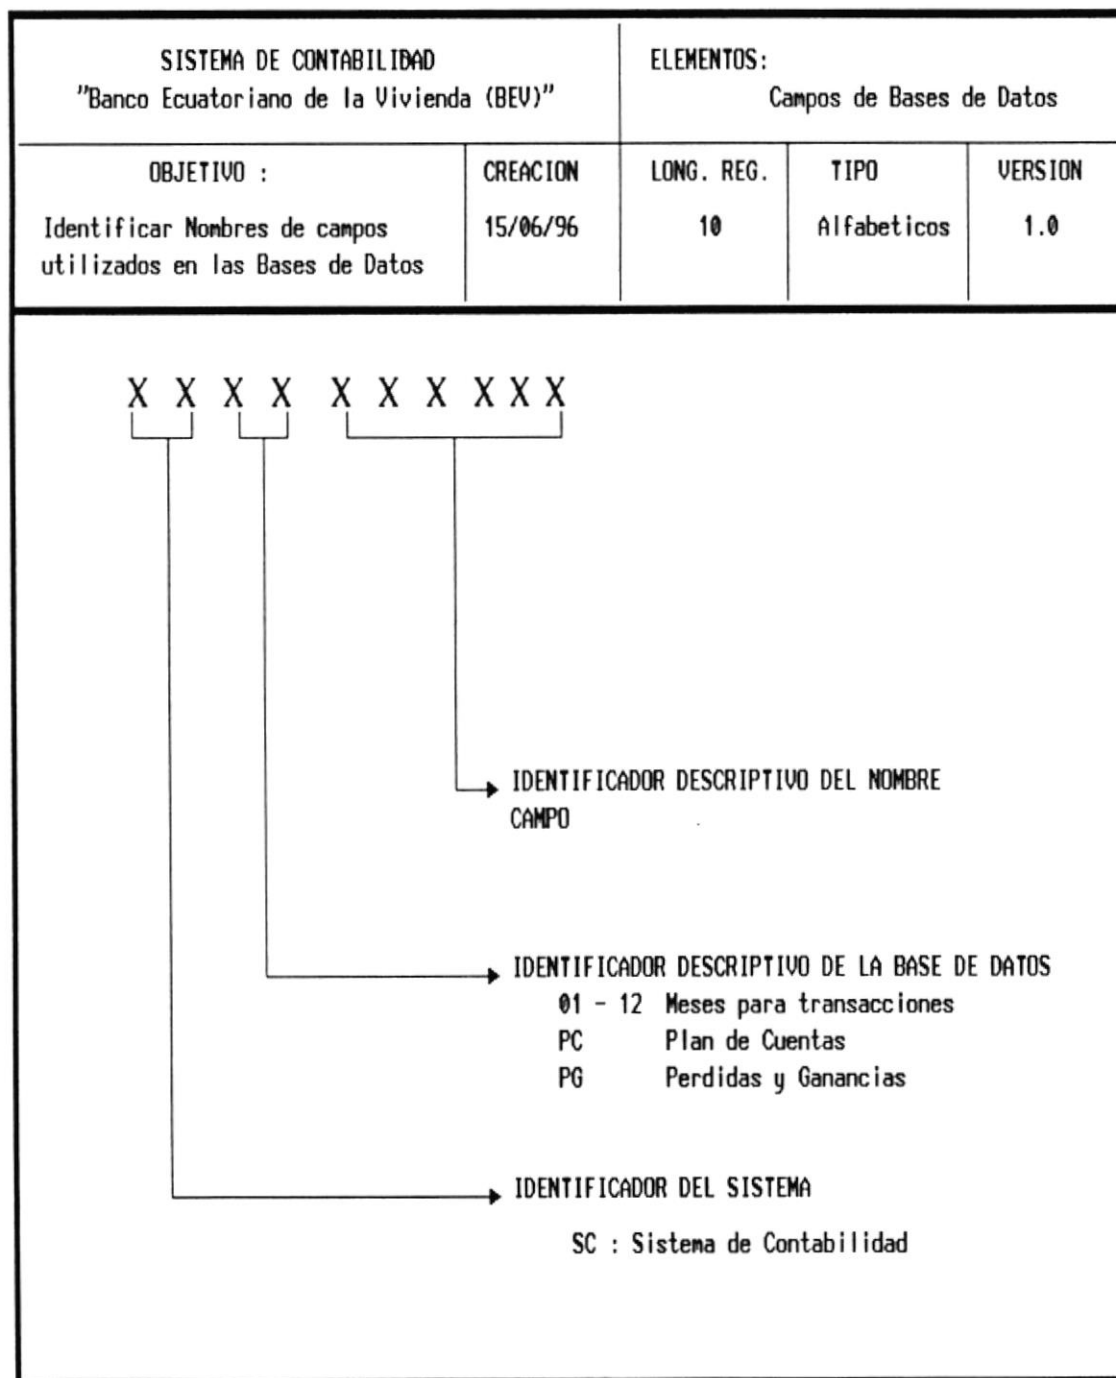 SISTEMA DE CONTABILIDAD
"Banco Ecuatoriano de la Vivienda (BEV)"
ELEMENTOS:
Campos de Bases de Datos
OBJETIVO :
Identificar Nombres de campos
utilizados en las Bases de Datos
CREACION
15/06/96
LONG. REG.
10
TIPO
Alfabeticos
VERSION
1.0
X X X X X X X X X X
IDENTIFICADOR DESCRIPTIVO DEL NOMBRE
CAMPO
IDENTIFICADOR DESCRIPTIVO DE LA BASE DE DATOS
01 - 12 Meses para transacciones
PC Plan de Cuentas
PG Perdidas y Ganancias
IDENTIFICADOR DEL SISTEMA
SC : Sistema de Contabilidad